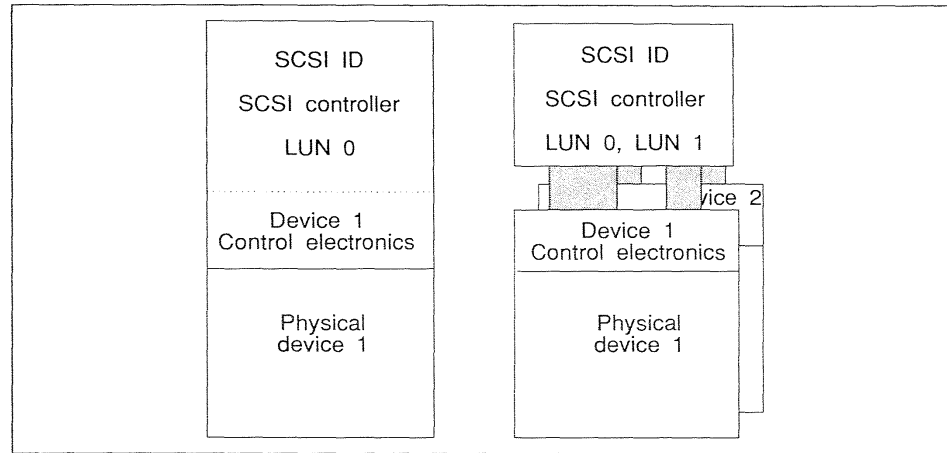 SCSI ID
SCSI controller
LUN 0
Device 1
Control electronics
Physical
device 1
SCSI ID
SCSI controller
LUN 0, LUN 1
vice 2
Device 1
Control electronics
Physical
device 1